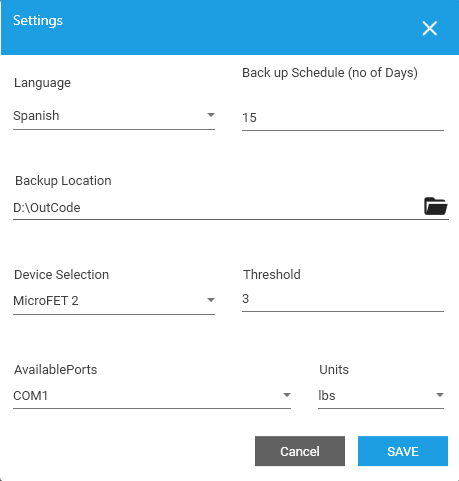 Settings
Language
Back up Schedule (no of Days)
Spanish
15
Backup Location
D:\OutCode
Device Selection
Threshold
MicroFET 2
3
AvailablePorts
Units
COM1
lbs
Cancel
SAVE